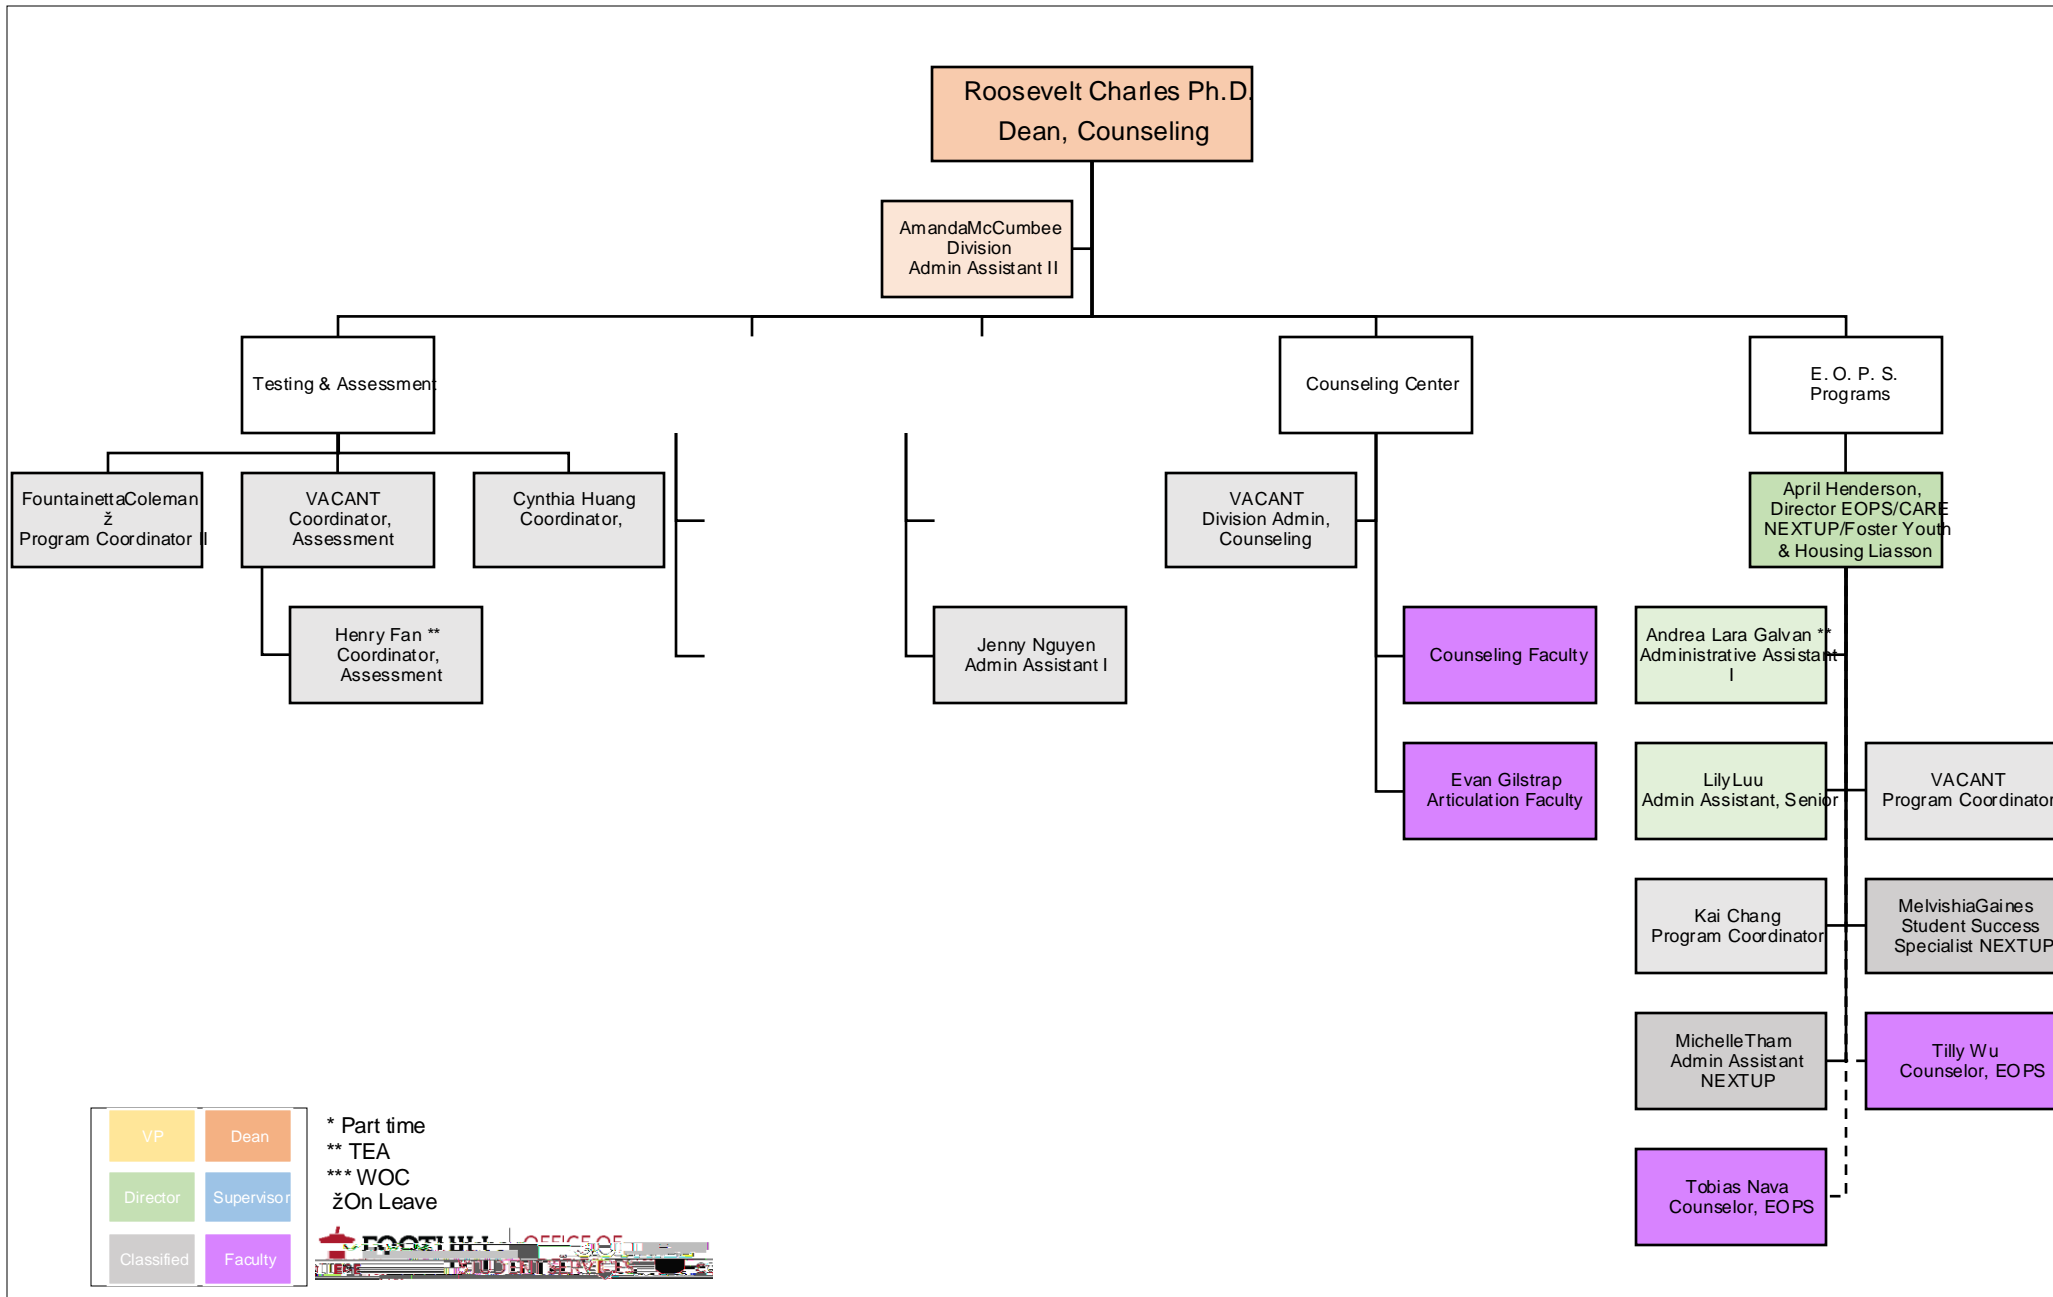 Roosevelt Charles Ph.D.
Dean, Counseling
AmandaMcCumbee
Division
Admin Assistant II
Testing & Assessment
Counseling Center
E. O. P. S.
Programs
FountainettaColeman
ž
Program Coordinator II
VACANT
Coordinator,
Assessment
Cynthia Huang
Coordinator,
VACANT
Division Admin,
Counseling
April Henderson,
Director EOPS/CARE
NEXTUP/Foster Youth
& Housing Liasson
Henry Fan **
Coordinator,
Assessment
Jenny Nguyen
Admin Assistant I
Counseling Faculty
Andrea Lara Galvan **
Administrative Assistant
I
Evan Gilstrap
Articulation Faculty
LilyLuu
Admin Assistant, Senior
VACANT
Program Coordinator
Kai Chang
Program Coordinator
MelvishiaGaines
Student Success
Specialist NEXTUP
MichelleTham
Admin Assistant
NEXTUP
Tilly Wu
Counselor, EOPS
Tobias Nava
Counselor, EOPS
VP
Dean
Director
Supervisor
Classified
Faculty
* Part time
** TEA
*** WOC
žOn Leave
FOOTHILL
OFFICE OF
STUDENT SERVICES